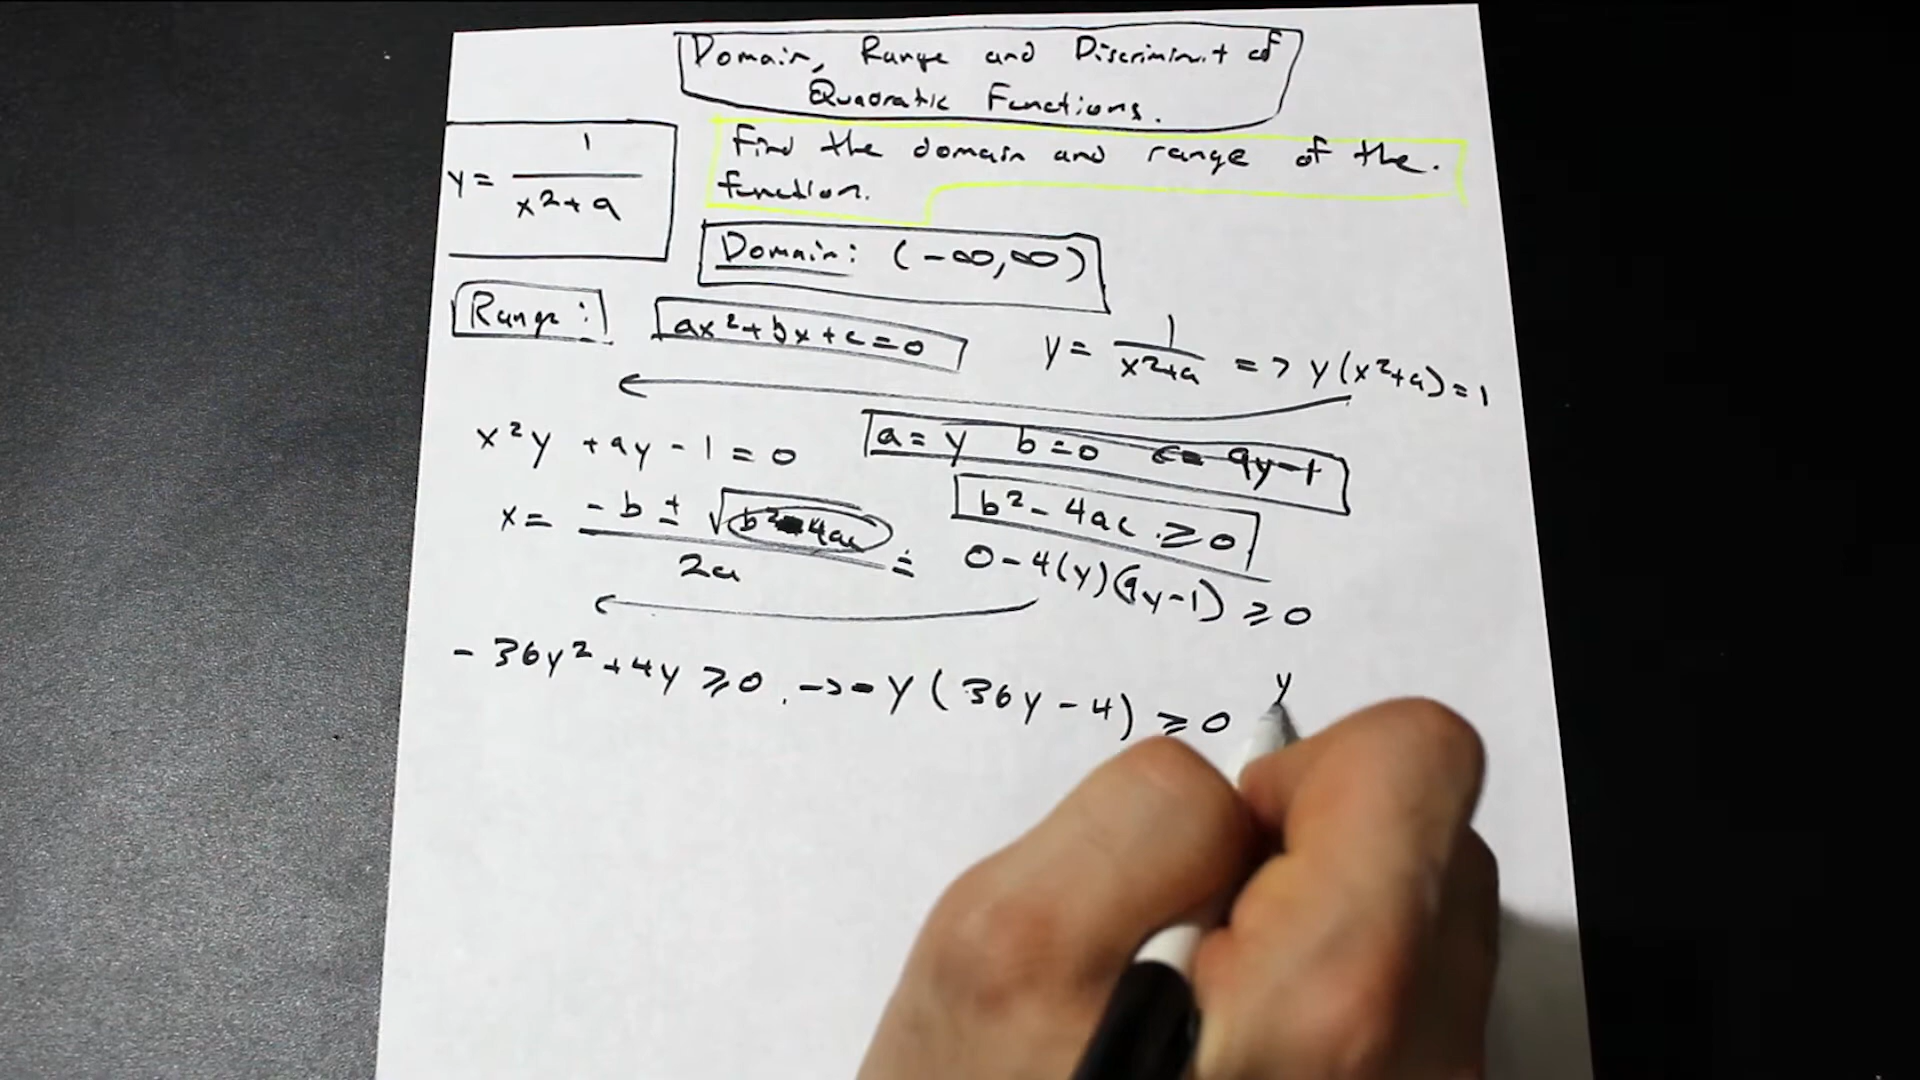 Domain, Range and Discriminant of
Quadratic Functions.
Find the domain and range of the.
function.
y = 1 / x²+9
Domain: (-∞,∞)
Range:
ax²+bx+c=0
y = 1 / x²+9 => y(x²+9)=1
x²y +9y - 1 = 0
a = y b=0 c= 9y-1
x = -b ± √b²-4ac / 2a =
b² - 4ac ≥ 0
0 - 4(y)(9y-1) ≥ 0
- 36y² + 4y ≥ 0. -> - y (36y - 4) ≥ 0 y